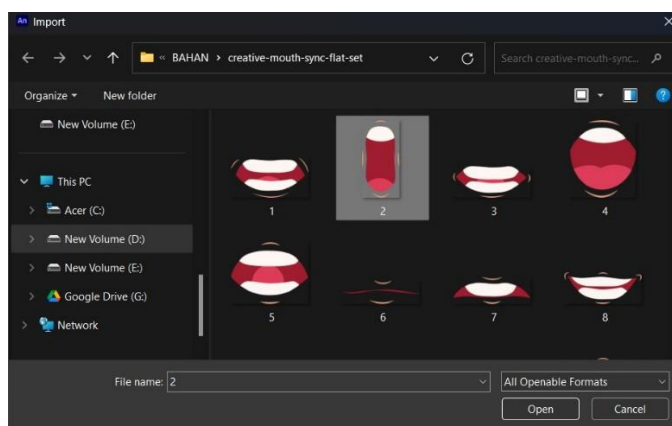 An Import
« BAHAN > creative-mouth-sync-flat-set
Search creative-mouth-sync...
Organize New folder
New Volume (E:)
This PC
Acer (C:)
New Volume (D:)
New Volume (E:)
Google Drive (G:)
Network
1 2 3 4
5 6 7 8
File name: 2 All Openable Formats
Open Cancel